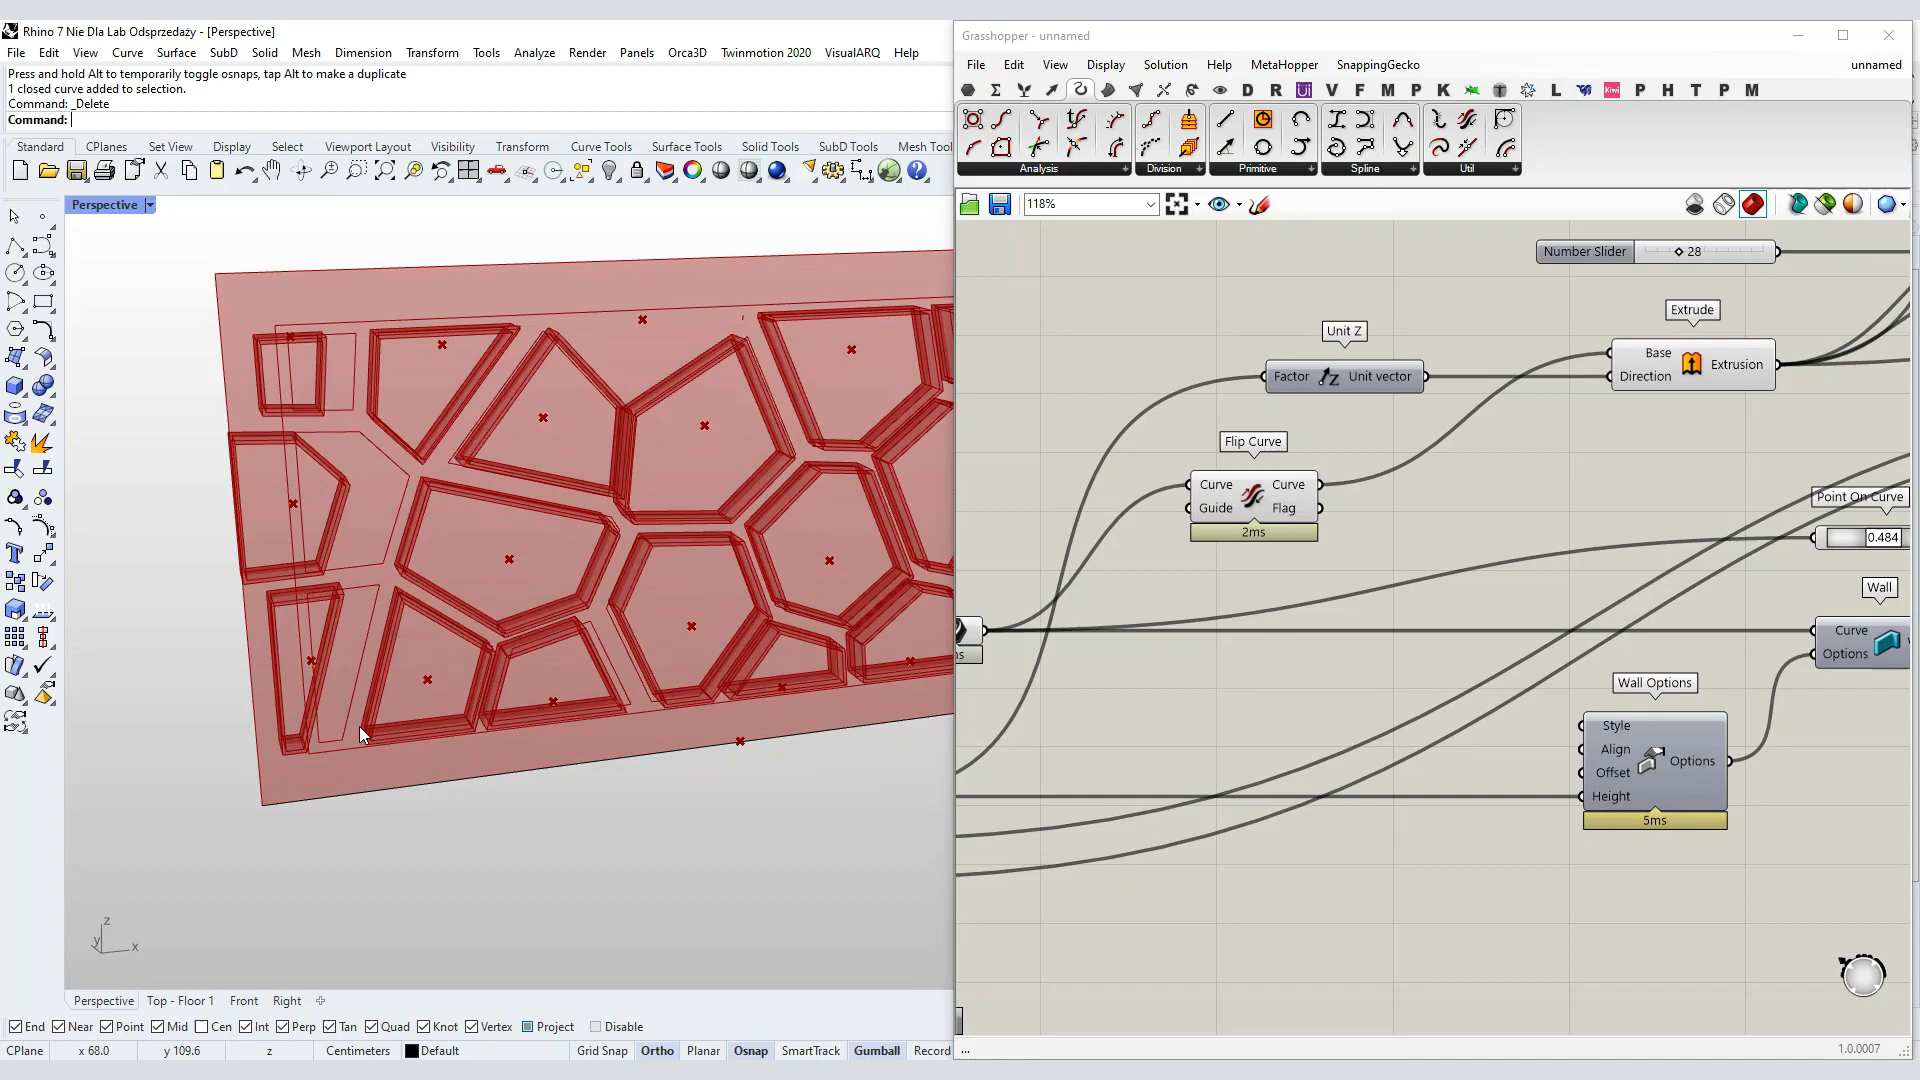 Rhino 7 Nie Dla Lab Odsprzedaży - [Perspective]
File Edit View Curve Surface SubD Solid Mesh Dimension Transform Tools Analyze Render Panels Orca3D Twinmotion 2020 VisualARQ Help
Press and hold Alt to temporarily toggle osnaps, tap Alt to make a duplicate
1 closed curve added to selection.
Command: _Delete
Command:
Standard CPlanes Set View Display Select Viewport Layout Visibility Transform Curve Tools Surface Tools Solid Tools SubD Tools Mesh Tool
Perspective
z
y
x
Perspective Top - Floor 1 Front Right
End Near Point Mid Cen Int Perp Tan Quad Knot Vertex Project Disable
CPlane x 68.0 y 109.6 z Centimeters Default Grid Snap Ortho Planar Osnap SmartTrack Gumball Record
Grasshopper - unnamed
File Edit View Display Solution Help MetaHopper SnappingGecko unnamed
D R V F M P K L Kiwi P H T P M
Analysis Division Primitive Spline Util
118%
Number Slider 28
Extrude
Unit Z
Base
Direction
Extrusion
Factor Unit vector
Flip Curve
Curve Curve
Guide Flag
2ms
Point On Curve
0.484
Wall
Curve
Options
Wall Options
Style
Align
Offset
Height
Options
5ms
...
1.0.0007